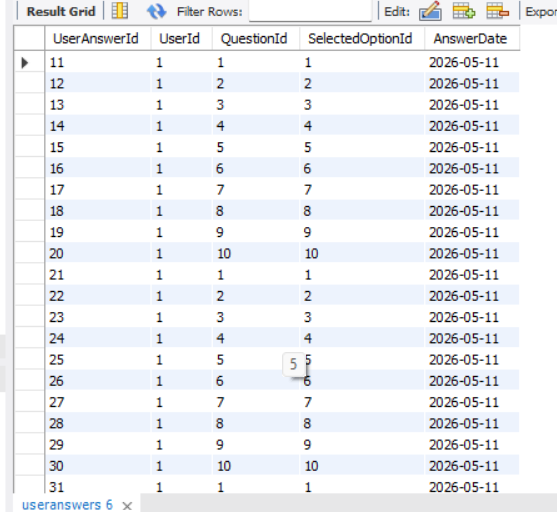 Result Grid Filter Rows: Edit: Expor
UserAnswerId UserId QuestionId SelectedOptionId AnswerDate
11 1 1 1 2026-05-11
12 1 2 2 2026-05-11
13 1 3 3 2026-05-11
14 1 4 4 2026-05-11
15 1 5 5 2026-05-11
16 1 6 6 2026-05-11
17 1 7 7 2026-05-11
18 1 8 8 2026-05-11
19 1 9 9 2026-05-11
20 1 10 10 2026-05-11
21 1 1 1 2026-05-11
22 1 2 2 2026-05-11
23 1 3 3 2026-05-11
24 1 4 4 2026-05-11
25 1 5 5 5 2026-05-11
26 1 6 6 2026-05-11
27 1 7 7 2026-05-11
28 1 8 8 2026-05-11
29 1 9 9 2026-05-11
30 1 10 10 2026-05-11
31 1 1 1 2026-05-11
useranswers 6